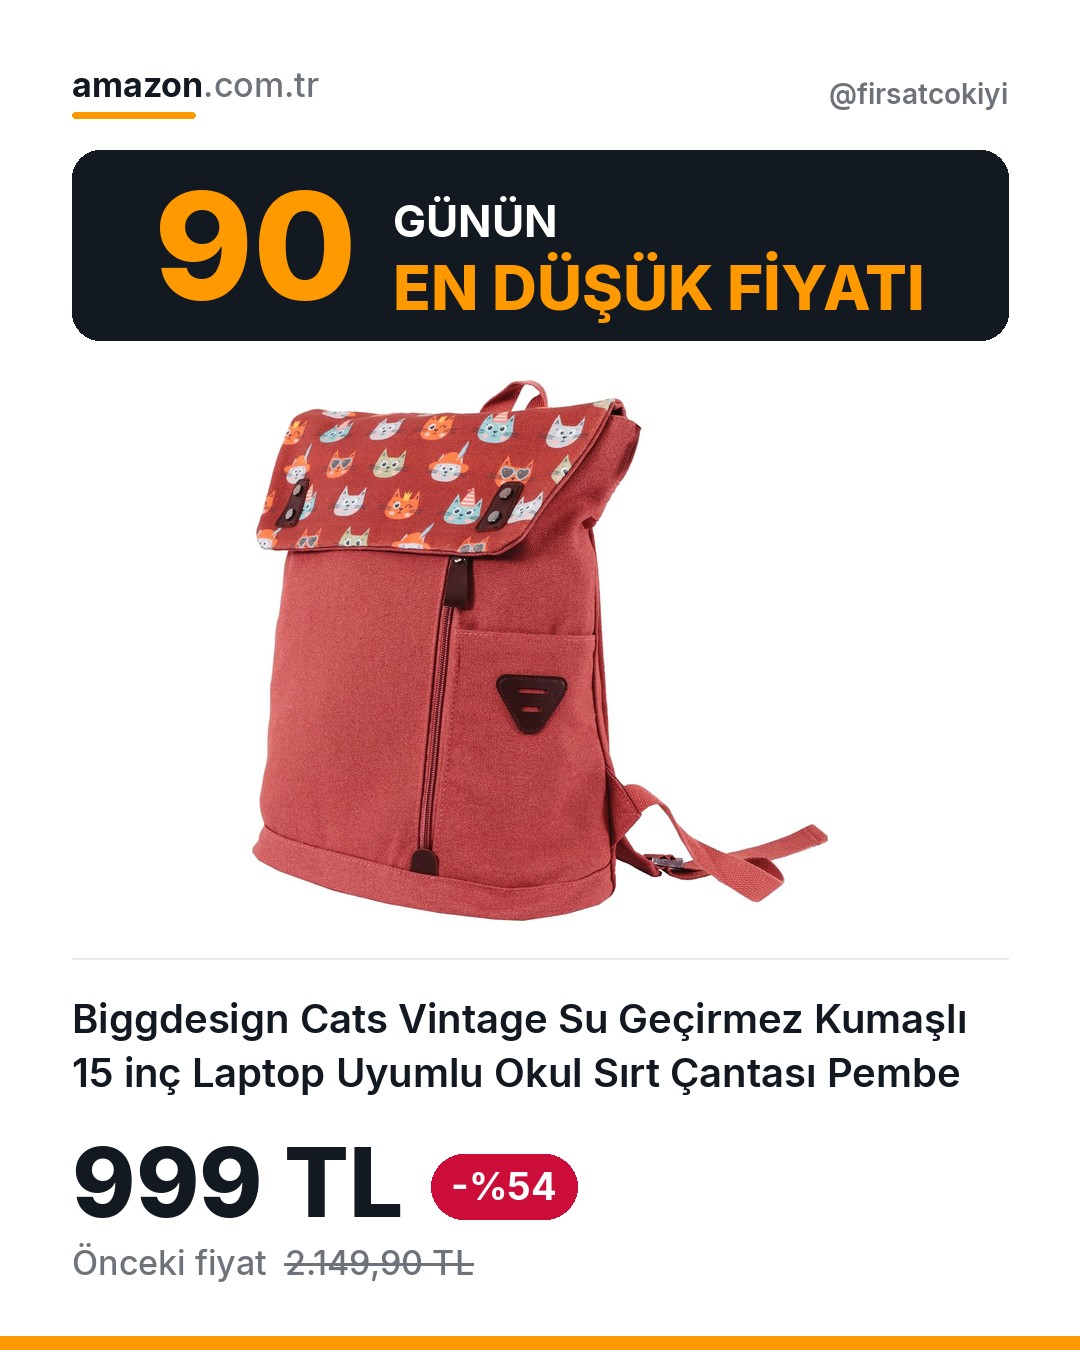 amazon.com.tr
@firsatcokiyi
90
GÜNÜN
EN DÜŞÜK FİYATI
Biggdesign Cats Vintage Su Geçirmez Kumaşlı
15 inç Laptop Uyumlu Okul Sırt Çantası Pembe
999 TL
-%54
Önceki fiyat 2.149,90 TL